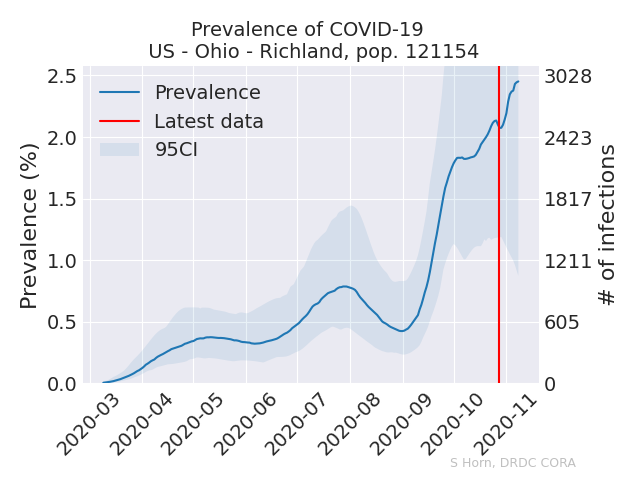 Prevalence of COVID-19
US - Ohio - Richland, pop. 121154
Prevalence
Latest data
95CI
Prevalence (%)
2.5
2.0
1.5
1.0
0.5
0.0
3028
2423
1817
1211
605
0
# of infections
2020-03
2020-04
2020-05
2020-06
2020-07
2020-08
2020-09
2020-10
2020-11
S Horn, DRDC CORA